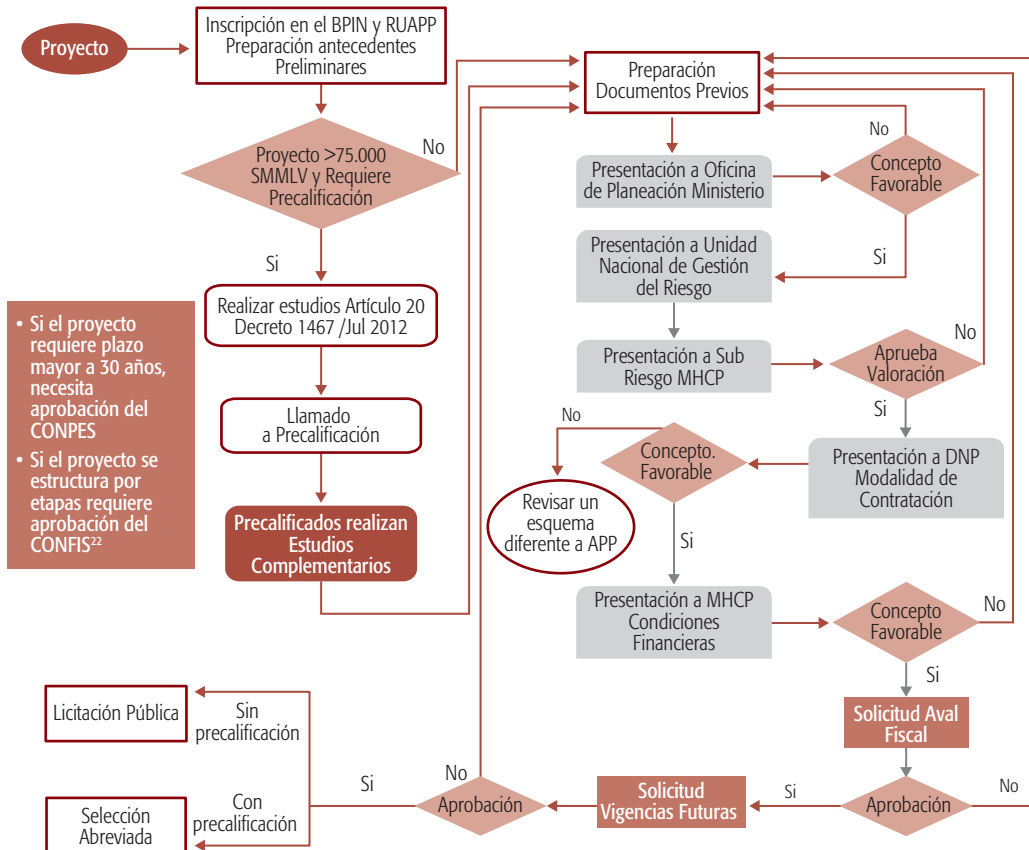 Proyecto
Inscripción en el BPIN y RUAPP
Preparación antecedentes
Preliminares
Proyecto >75.000
SMMLV y Requiere
Precalificación
No
Si
Realizar estudios Artículo 20
Decreto 1467 /Jul 2012
Llamado
a Precalificación
Precalificados realizan
Estudios
Complementarios
• Si el proyecto
requiere plazo
mayor a 30 años,
necesita
aprobación del
CONPES
• Si el proyecto se
estructura por
etapas requiere
aprobación del
CONFIS²²
Preparación
Documentos Previos
Presentación a Oficina
de Planeación Ministerio
No
Concepto
Favorable
Si
Presentación a Unidad
Nacional de Gestión
del Riesgo
Presentación a Sub
Riesgo MHCP
No
Aprueba
Valoración
Si
Presentación a DNP
Modalidad de
Contratación
No
Concepto.
Favorable
Revisar un
esquema
diferente a APP
Si
Presentación a MHCP
Condiciones
Financieras
Concepto
Favorable
No
Si
Solicitud Aval
Fiscal
Aprobación
No
Si
Solicitud
Vigencias Futuras
No
Aprobación
Si
Sin
precalificación
Licitación Pública
Con
precalificación
Selección
Abreviada